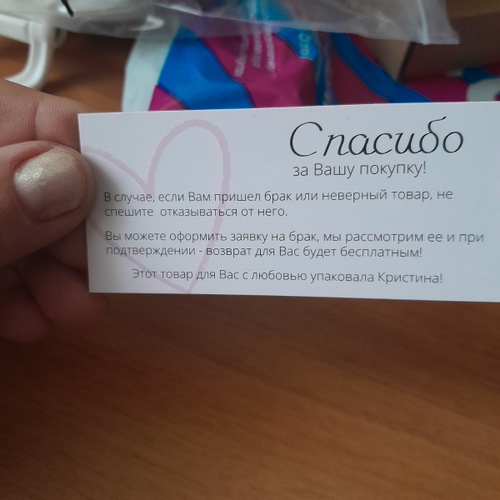 Спасибо
за Вашу покупку!
В случае, если Вам пришел брак или неверный товар, не
спешите отказываться от него.
Вы можете оформить заявку на брак, мы рассмотрим ее и при
подтверждении - возврат для Вас будет бесплатным!
Этот товар для Вас с любовью упаковала Кристина!